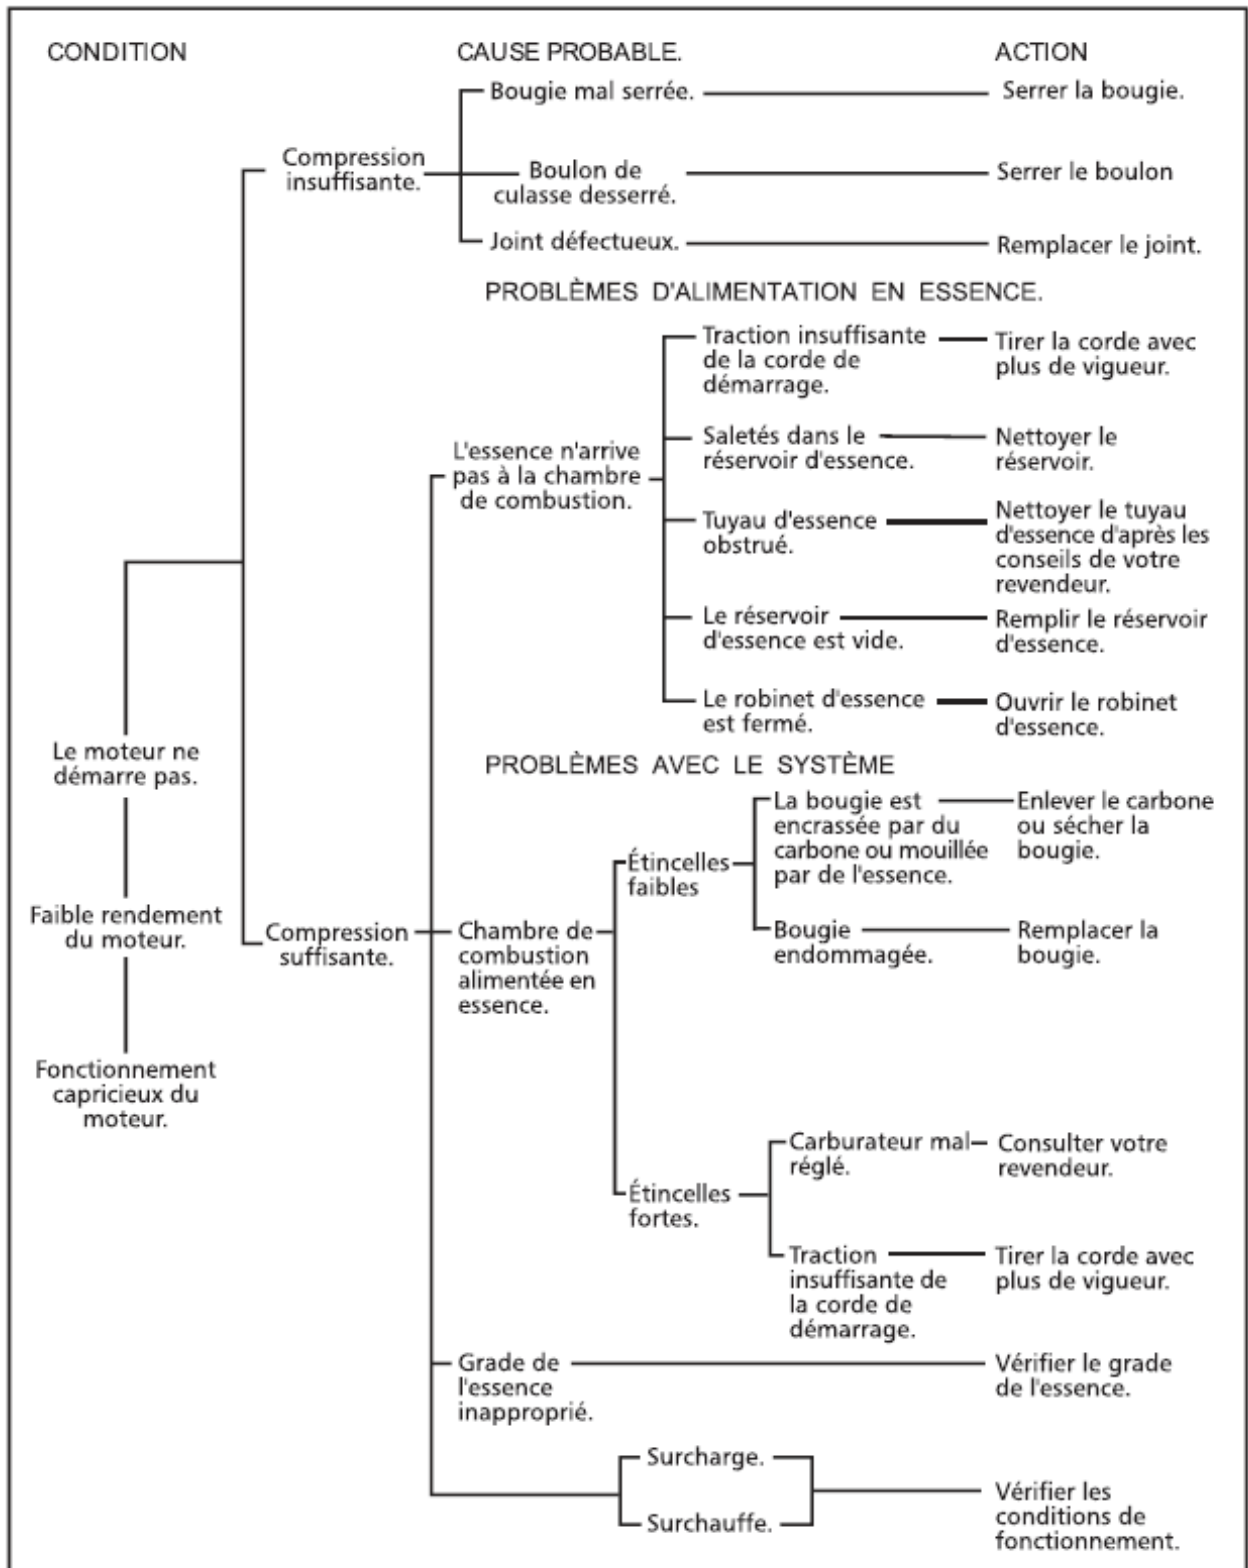 CONDITION
CAUSE PROBABLE.
ACTION
Bougie mal serrée.
Serrer la bougie.
Compression
insuffisante.
Boulon de
culasse desserré.
Serrer le boulon
Joint défectueux.
Remplacer le joint.
PROBLÈMES D'ALIMENTATION EN ESSENCE.
L'essence n'arrive
pas à la chambre
de combustion.
Traction insuffisante
de la corde de
démarrage.
Tirer la corde avec
plus de vigueur.
Saletés dans le
réservoir d'essence.
Nettoyer le
réservoir.
Tuyau d'essence
obstrué.
Nettoyer le tuyau
d'essence d'après les
conseils de votre
revendeur.
Le réservoir
d'essence est vide.
Remplir le réservoir
d'essence.
Le robinet d'essence
est fermé.
Ouvrir le robinet
d'essence.
Le moteur ne
démarre pas.
Faible rendement
du moteur.
Fonctionnement
capricieux du
moteur.
PROBLÈMES AVEC LE SYSTÈME
Compression
suffisante.
Chambre de
combustion
alimentée en
essence.
Étincelles
faibles
La bougie est
encrassée par du
carbone ou mouillée
par de l'essence.
Enlever le carbone
ou sécher la
bougie.
Bougie
endommagée.
Remplacer la
bougie.
Étincelles
fortes.
Carburateur mal
réglé.
Consulter votre
revendeur.
Traction
insuffisante de
la corde de
démarrage.
Tirer la corde avec
plus de vigueur.
Grade de
l'essence
inapproprié.
Vérifier le grade
de l'essence.
Surcharge.
Surchauffe.
Vérifier les
conditions de
fonctionnement.